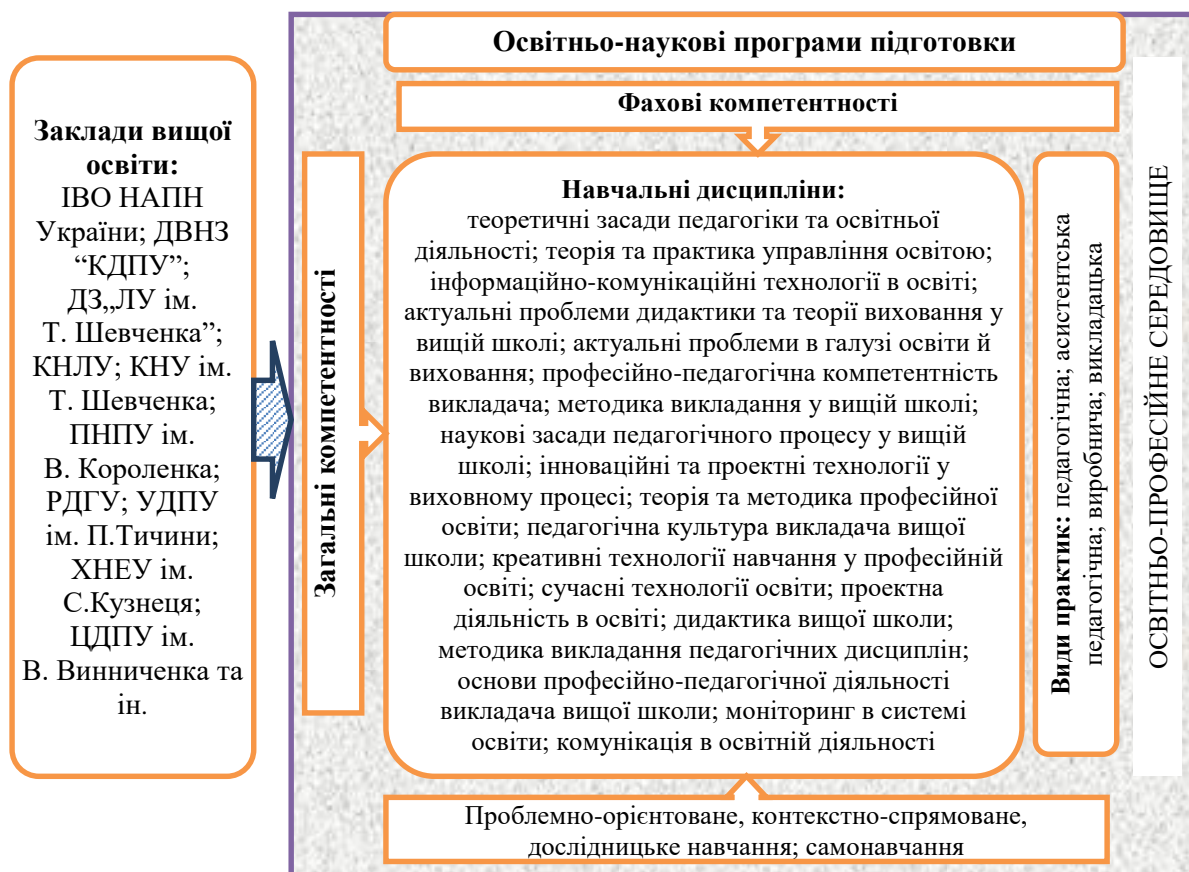 Освітньо-наукові програми підготовки
Фахові компетентності
Заклади вищої
освіти:
ІВО НАПН
України; ДВНЗ
“КДПУ”;
ДЗ„ЛУ ім.
Т. Шевченка”;
КНЛУ; КНУ ім.
Т. Шевченка;
ПНПУ ім.
В. Короленка;
РДГУ; УДПУ
ім. П.Тичини;
ХНЕУ ім.
С.Кузнеця;
ЦДПУ ім.
В. Винниченка та
ін.
Загальні компетентності
Навчальні дисципліни:
теоретичні засади педагогіки та освітньої
діяльності; теорія та практика управління освітою;
інформаційно-комунікаційні технології в освіті;
актуальні проблеми дидактики та теорії виховання у
вищій школі; актуальні проблеми в галузі освіти й
виховання; професійно-педагогічна компетентність
викладача; методика викладання у вищій школі;
наукові засади педагогічного процесу у вищій
школі; інноваційні та проектні технології у
виховному процесі; теорія та методика професійної
освіти; педагогічна культура викладача вищої
школи; креативні технології навчання у професійній
освіті; сучасні технології освіти; проектна
діяльність в освіті; дидактика вищої школи;
методика викладання педагогічних дисциплін;
основи професійно-педагогічної діяльності
викладача вищої школи; моніторинг в системі
освіти; комунікація в освітній діяльності
Види практик: педагогічна; асистентська
педагогічна; виробнича; викладацька
ОСВІТНЬО-ПРОФЕСІЙНЕ СЕРЕДОВИЩЕ
Проблемно-орієнтоване, контекстно-спрямоване,
дослідницьке навчання; самонавчання